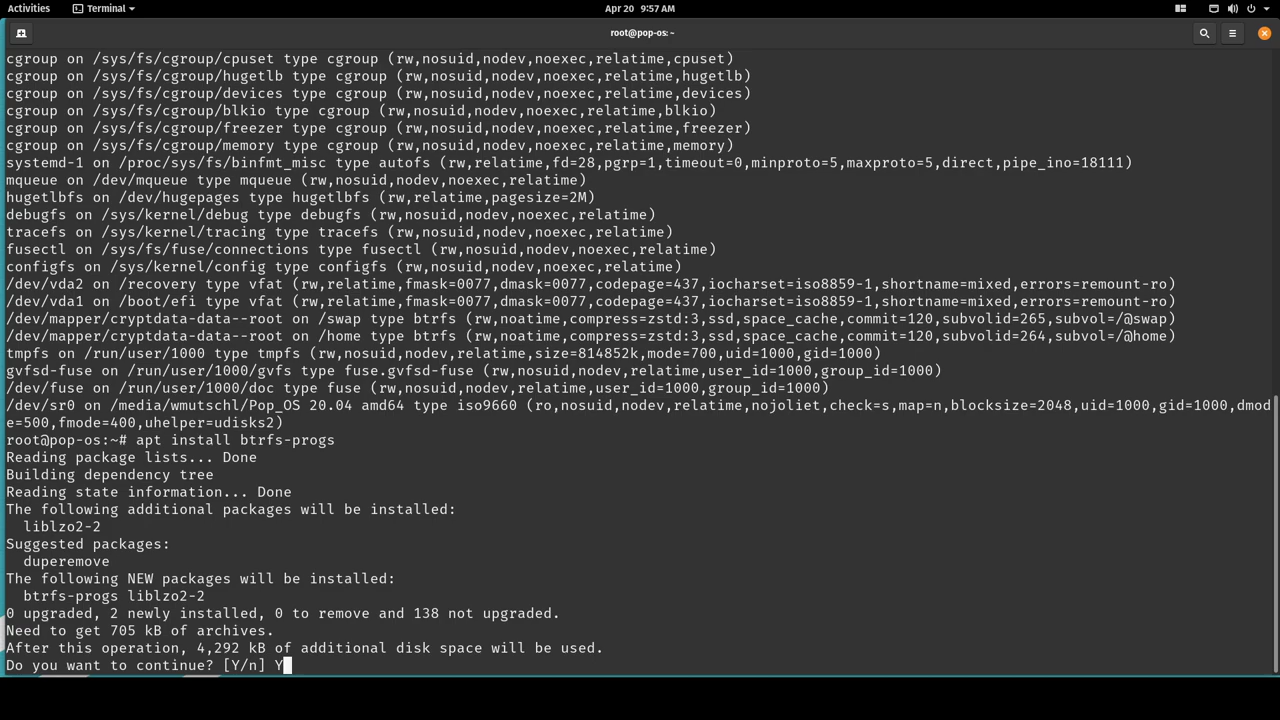 Activities
Terminal
Apr 20 9:57 AM
root@pop-os: ~
cgroup on /sys/fs/cgroup/cpuset type cgroup (rw,nosuid,nodev,noexec,relatime,cpuset)
cgroup on /sys/fs/cgroup/hugetlb type cgroup (rw,nosuid,nodev,noexec,relatime,hugetlb)
cgroup on /sys/fs/cgroup/devices type cgroup (rw,nosuid,nodev,noexec,relatime,devices)
cgroup on /sys/fs/cgroup/blkio type cgroup (rw,nosuid,nodev,noexec,relatime,blkio)
cgroup on /sys/fs/cgroup/freezer type cgroup (rw,nosuid,nodev,noexec,relatime,freezer)
cgroup on /sys/fs/cgroup/memory type cgroup (rw,nosuid,nodev,noexec,relatime,memory)
systemd-1 on /proc/sys/fs/binfmt_misc type autofs (rw,relatime,fd=28,pgrp=1,timeout=0,minproto=5,maxproto=5,direct,pipe_ino=18111)
mqueue on /dev/mqueue type mqueue (rw,nosuid,nodev,noexec,relatime)
hugetlbfs on /dev/hugepages type hugetlbfs (rw,relatime,pagesize=2M)
debugfs on /sys/kernel/debug type debugfs (rw,nosuid,nodev,noexec,relatime)
tracefs on /sys/kernel/tracing type tracefs (rw,nosuid,nodev,noexec,relatime)
fusectl on /sys/fs/fuse/connections type fusectl (rw,nosuid,nodev,noexec,relatime)
configfs on /sys/kernel/config type configfs (rw,nosuid,nodev,noexec,relatime)
/dev/vda2 on /recovery type vfat (rw,relatime,fmask=0077,dmask=0077,codepage=437,iocharset=iso8859-1,shortname=mixed,errors=remount-ro)
/dev/vda1 on /boot/efi type vfat (rw,relatime,fmask=0077,dmask=0077,codepage=437,iocharset=iso8859-1,shortname=mixed,errors=remount-ro)
/dev/mapper/cryptdata-data--root on /swap type btrfs (rw,noatime,compress=zstd:3,ssd,space_cache,commit=120,subvolid=265,subvol=/@swap)
/dev/mapper/cryptdata-data--root on /home type btrfs (rw,noatime,compress=zstd:3,ssd,space_cache,commit=120,subvolid=264,subvol=/@home)
tmpfs on /run/user/1000 type tmpfs (rw,nosuid,nodev,relatime,size=814852k,mode=700,uid=1000,gid=1000)
gvfsd-fuse on /run/user/1000/gvfs type fuse.gvfsd-fuse (rw,nosuid,nodev,relatime,user_id=1000,group_id=1000)
/dev/fuse on /run/user/1000/doc type fuse (rw,nosuid,nodev,relatime,user_id=1000,group_id=1000)
/dev/sr0 on /media/wmutschl/Pop_OS 20.04 amd64 type iso9660 (ro,nosuid,nodev,relatime,nojoliet,check=s,map=n,blocksize=2048,uid=1000,gid=1000,dmod
e=500,fmode=400,uhelper=udisks2)
root@pop-os:~# apt install btrfs-progs
Reading package lists... Done
Building dependency tree
Reading state information... Done
The following additional packages will be installed:
  liblzo2-2
Suggested packages:
  duperemove
The following NEW packages will be installed:
  btrfs-progs liblzo2-2
0 upgraded, 2 newly installed, 0 to remove and 138 not upgraded.
Need to get 705 kB of archives.
After this operation, 4,292 kB of additional disk space will be used.
Do you want to continue? [Y/n] Y